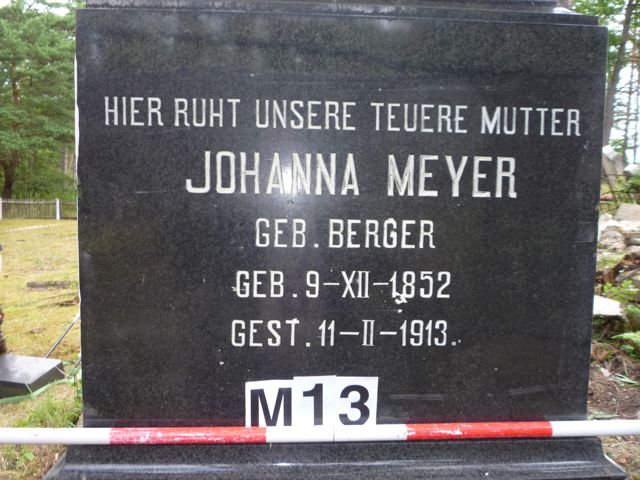 HIER RUHT UNSERE TEUERE MUTTER
JOHANNA MEYER
GEB. BERGER
GEB. 9-XII-1852
GEST. 11-II-1913.
M13